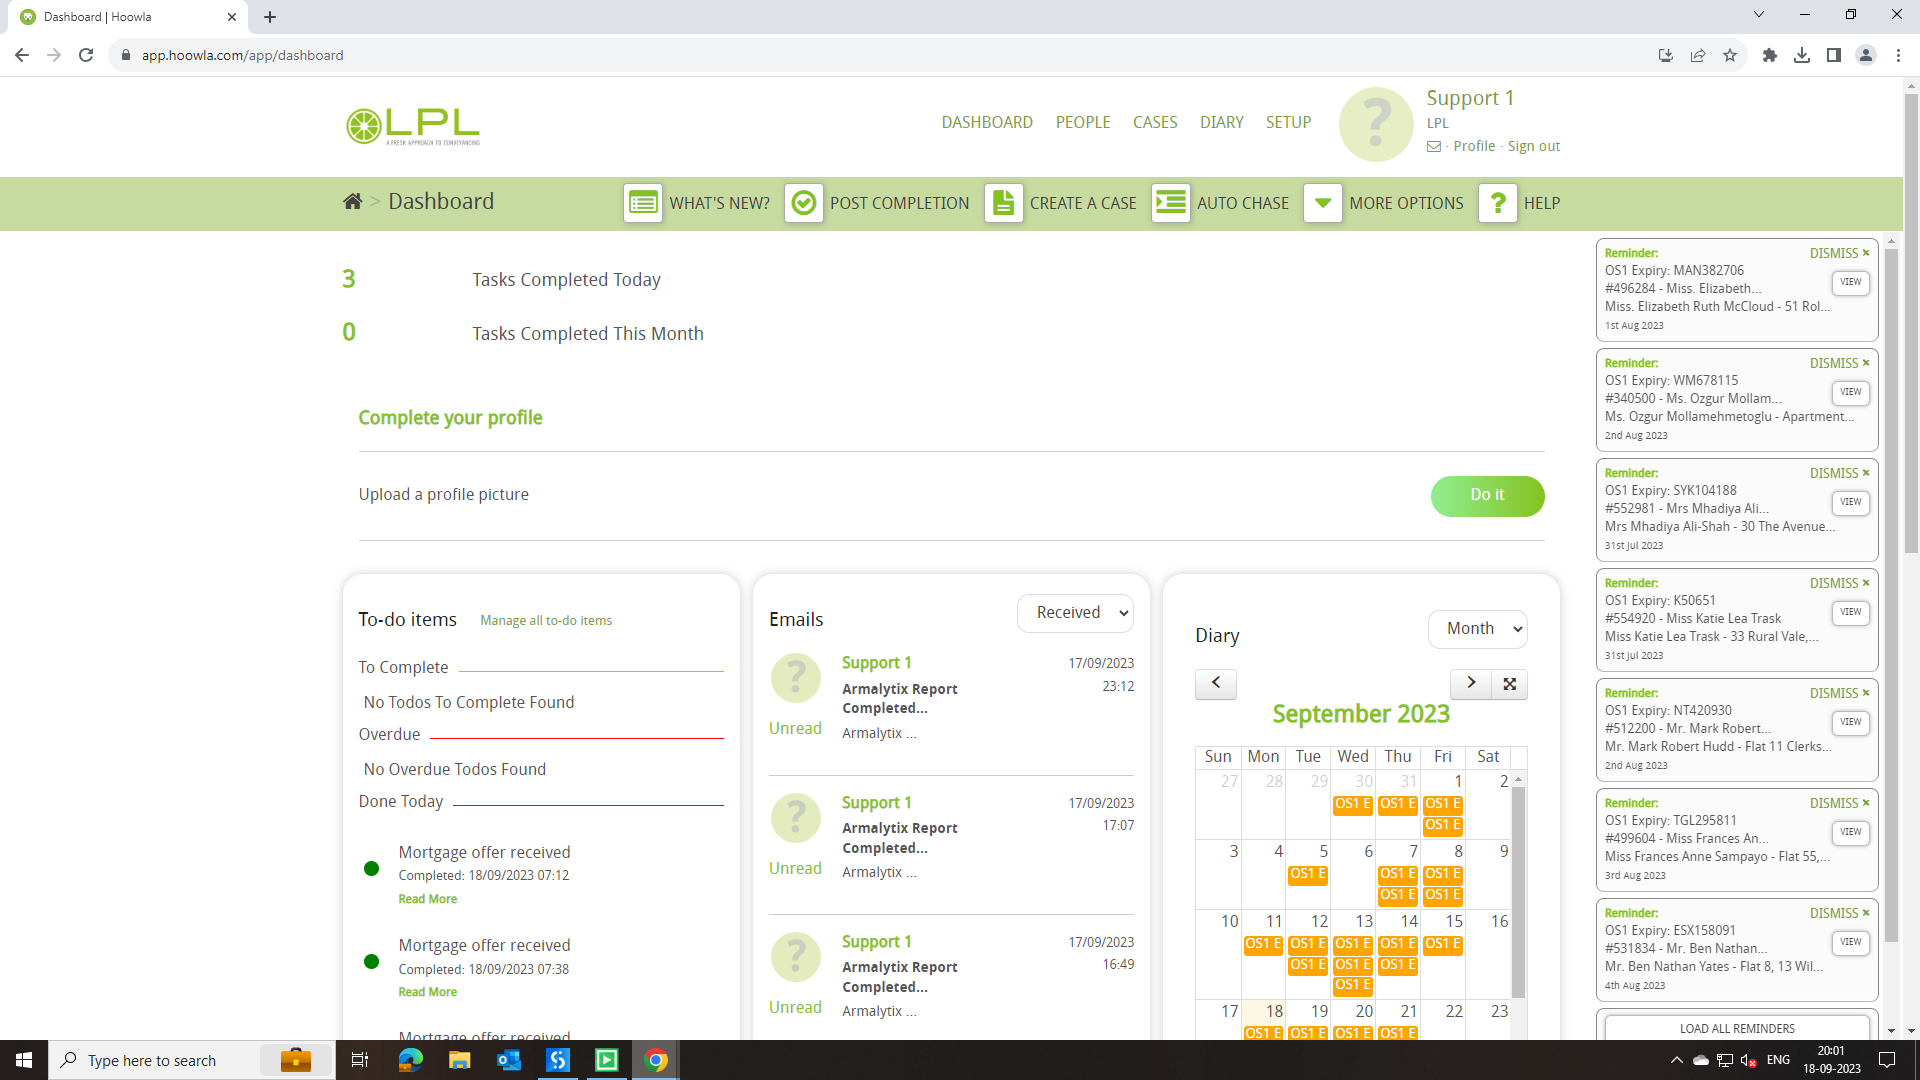 Dashboard | Hoowla
app.hoowla.com/app/dashboard
LPL
A FRESH APPROACH TO CONVEYANCING
DASHBOARD PEOPLE CASES DIARY SETUP
Support 1
LPL
· Profile · Sign out
> Dashboard
WHAT'S NEW? POST COMPLETION CREATE A CASE AUTO CHASE MORE OPTIONS ? HELP
3 Tasks Completed Today
0 Tasks Completed This Month
Complete your profile
Upload a profile picture Do it
To-do items Manage all to-do items
To Complete
No Todos To Complete Found
Overdue
No Overdue Todos Found
Done Today
Mortgage offer received
Completed: 18/09/2023 07:12
Read More
Mortgage offer received
Completed: 18/09/2023 07:38
Read More
Mortgage offer received
Emails Received
Support 1 17/09/2023
23:12
Armalytix Report
Completed...
Unread
Armalytix ...
Support 1 17/09/2023
17:07
Armalytix Report
Completed...
Unread
Armalytix ...
Support 1 17/09/2023
16:49
Armalytix Report
Completed...
Unread
Armalytix ...
Diary Month
September 2023
Sun Mon Tue Wed Thu Fri Sat
27 28 29 30 31 1 2
OS1 E OS1 E OS1 E
OS1 E
3 4 5 6 7 8 9
OS1 E OS1 E OS1 E
OS1 E OS1 E
10 11 12 13 14 15 16
OS1 E OS1 E OS1 E OS1 E OS1 E
OS1 E OS1 E OS1 E
OS1 E
17 18 19 20 21 22 23
OS1 E OS1 E OS1 E OS1 E
Reminder: DISMISS ×
OS1 Expiry: MAN382706
#496284 - Miss. Elizabeth...
VIEW
Miss. Elizabeth Ruth McCloud - 51 Rol...
1st Aug 2023
Reminder: DISMISS ×
OS1 Expiry: WM678115
#340500 - Ms. Ozgur Mollam...
VIEW
Ms. Ozgur Mollamehmetoglu - Apartment...
2nd Aug 2023
Reminder: DISMISS ×
OS1 Expiry: SYK104188
#552981 - Mrs Mhadiya Ali...
VIEW
Mrs Mhadiya Ali-Shah - 30 The Avenue...
31st Jul 2023
Reminder: DISMISS ×
OS1 Expiry: K50651
#554920 - Miss Katie Lea Trask
VIEW
Miss Katie Lea Trask - 33 Rural Vale,...
31st Jul 2023
Reminder: DISMISS ×
OS1 Expiry: NT420930
#512200 - Mr. Mark Robert...
VIEW
Mr. Mark Robert Hudd - Flat 11 Clerks...
2nd Aug 2023
Reminder: DISMISS ×
OS1 Expiry: TGL295811
#499604 - Miss Frances An...
VIEW
Miss Frances Anne Sampayo - Flat 55,...
3rd Aug 2023
Reminder: DISMISS ×
OS1 Expiry: ESX158091
#531834 - Mr. Ben Nathan...
VIEW
Mr. Ben Nathan Yates - Flat 8, 13 Wil...
4th Aug 2023
LOAD ALL REMINDERS
Type here to search
ENG
20:01
18-09-2023